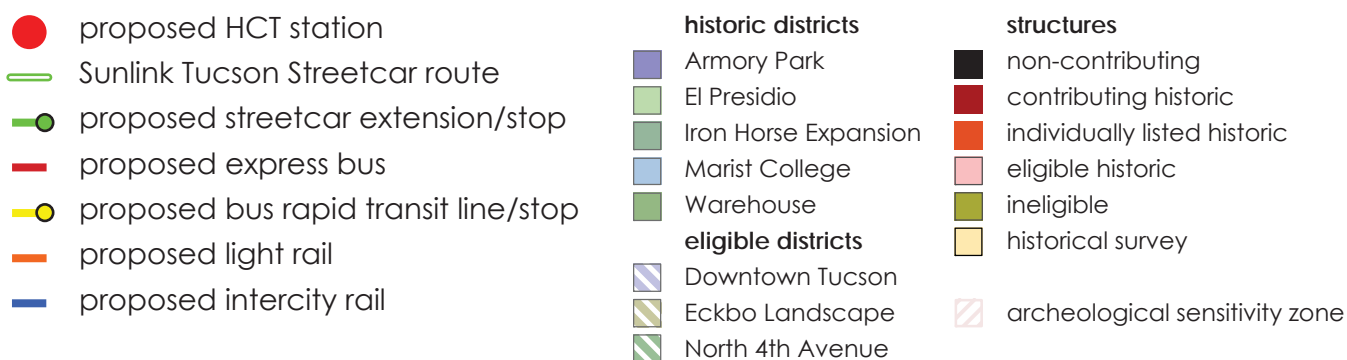 proposed HCT station
Sunlink Tucson Streetcar route
proposed streetcar extension/stop
proposed express bus
proposed bus rapid transit line/stop
proposed light rail
proposed intercity rail
historic districts
Armory Park
El Presidio
Iron Horse Expansion
Marist College
Warehouse
eligible districts
Downtown Tucson
Eckbo Landscape
North 4th Avenue
structures
non-contributing
contributing historic
individually listed historic
eligible historic
ineligible
historical survey
archeological sensitivity zone